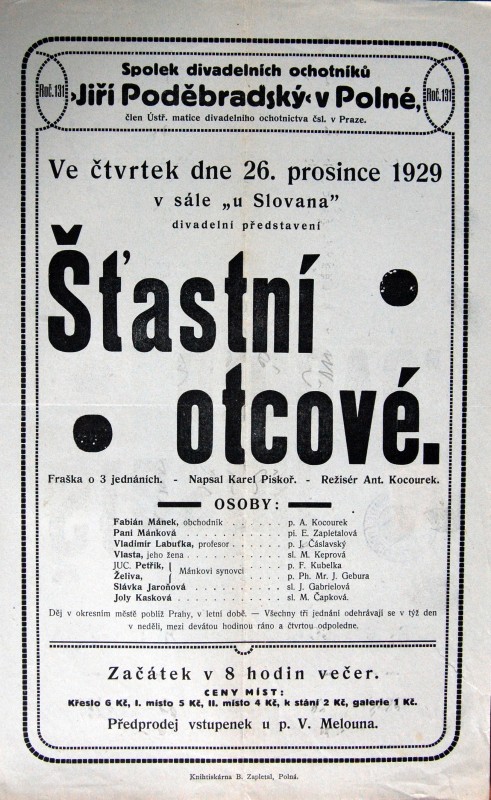 Spolek divadelních ochotníků
Roč. 131 ›Jiří Poděbradský‹ v Polné, Roč. 131
člen Ústř. matice divadelního ochotnictva čsl. v Praze.
Ve čtvrtek dne 26. prosince 1929
v sále „u Slovana”
divadelní představení
Šťastní
otcové.
Fraška o 3 jednáních. - Napsal Karel Piskoř. - Režisér Ant. Kocourek.
OSOBY:
Fabián Mánek, obchodník . . . . . . p. A. Kocourek
Paní Mánková . . . . . . . . . pí. E. Zapletalová
Vladimír Labuťka, profesor . . . . . p. J. Čáslavský
Vlasta, jeho žena . . . . . . . . . sl. M. Keprová
JUC. Petřík, } Mánkovi synovci . . . . p. F. Kubelka
Želiva, . . . . p. Ph. Mr. J. Gebura
Slávka Jaroňová . . . . . . . . sl. J. Gabrielová
Joly Kasková . . . . . . . . . sl. M. Čapková.
Děj v okresním městě poblíž Prahy, v letní době. — Všechny tři jednání odehrávají se v týž den
v neděli, mezi devátou hodinou ráno a čtvrtou odpoledne.
Začátek v 8 hodin večer.
CENY MÍST:
Křeslo 6 Kč, I. místo 5 Kč, II. místo 4 Kč, k stání 2 Kč, galerie 1 Kč.
Předprodej vstupenek u p. V. Melouna.
Knihtiskárna B. Zapletal, Polná.